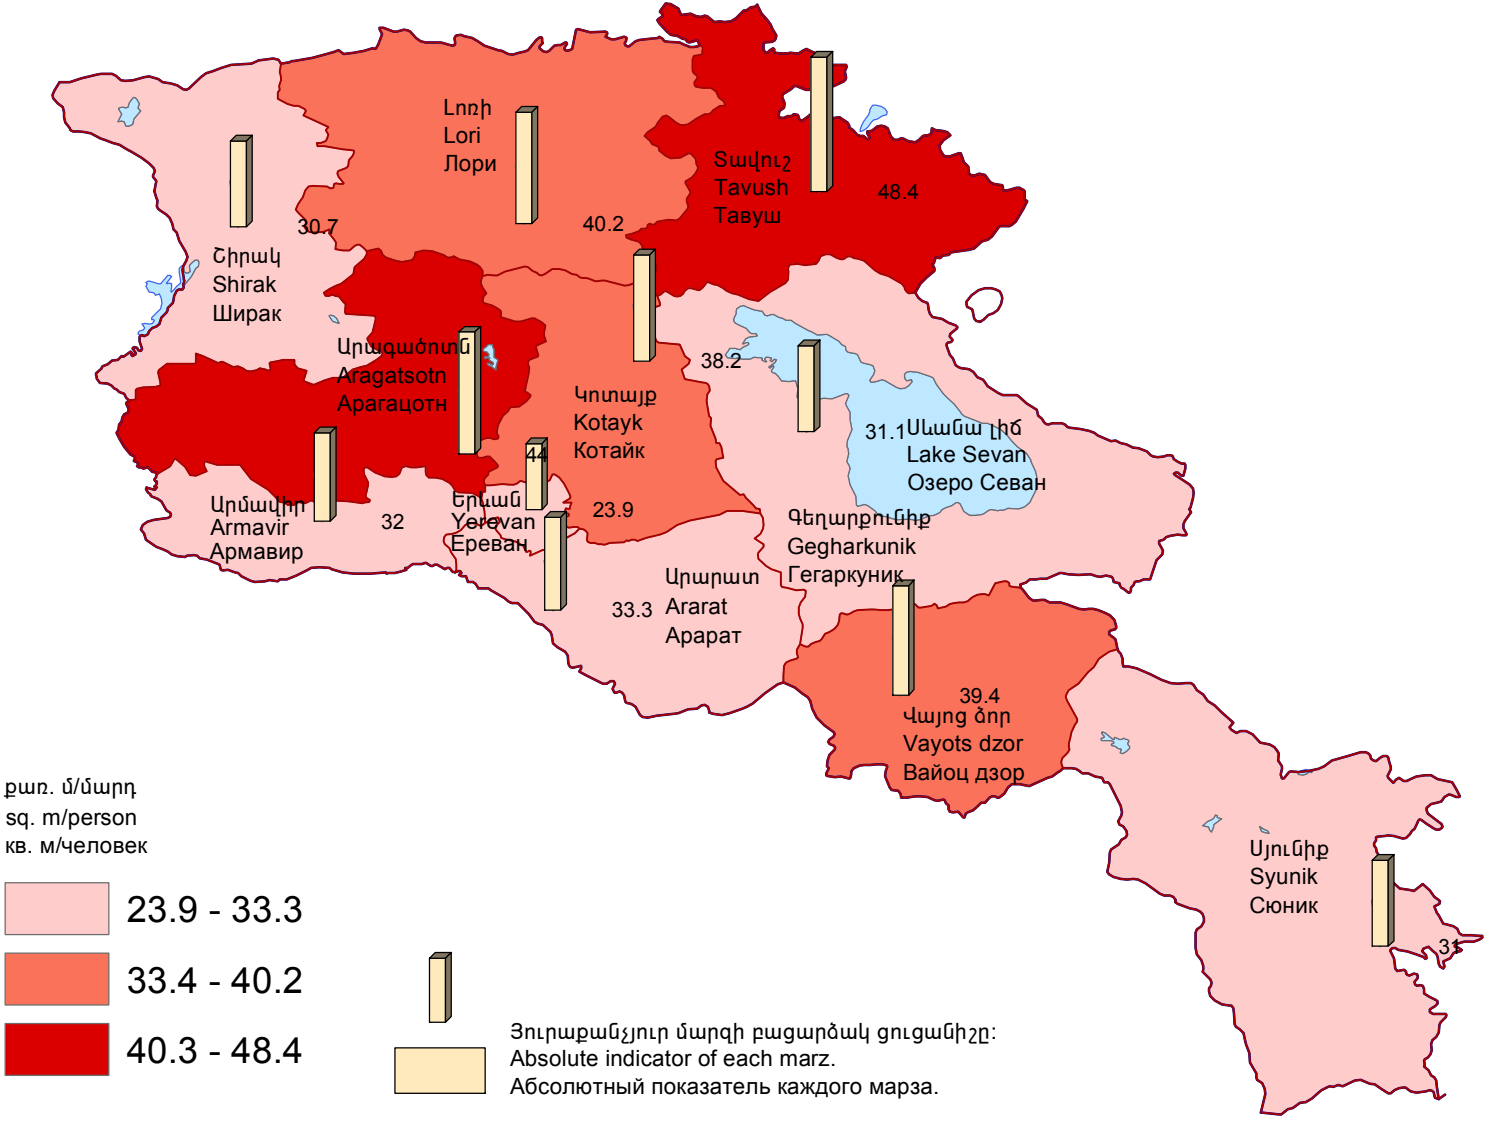 Լոռի
Lori
Лори
40.2
Տավուշ
Tavush
Тавуш
48.4
30.7
Շիրակ
Shirak
Ширак
Արագածոտն
Aragatsotn
Арагацотн
44
Կոտայք
Kotayk
Котайк
38.2
31.1
Սևանա լիճ
Lake Sevan
Озеро Севан
Արմավիր
Armavir
Армавир
32
Երևան
Yerevan
Ереван
23.9
Գեղարքունիք
Gegharkunik
Гегаркуник
33.3
Արարատ
Ararat
Арарат
39.4
Վայոց ձոր
Vayots dzor
Вайоц дзор
Սյունիք
Syunik
Сюник
31
քառ. մ/մարդ
sq. m/person
кв. м/человек
23.9 - 33.3
33.4 - 40.2
40.3 - 48.4
Յուրաքանչյուր մարզի բացարձակ ցուցանիշը:
Absolute indicator of each marz.
Абсолютный показатель каждого марза.